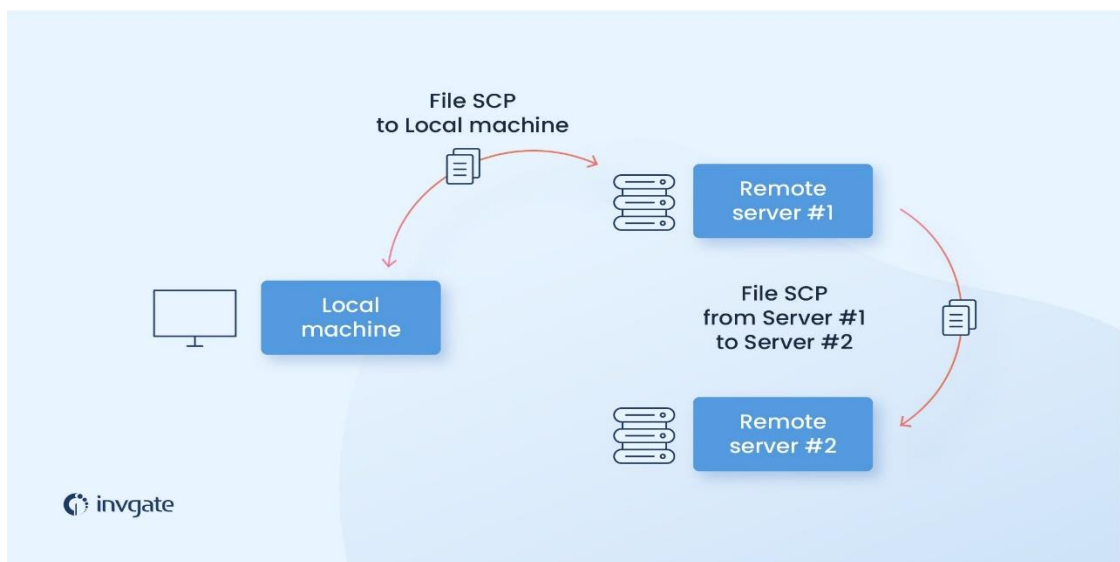 File SCP
to Local machine
Remote
server #1
Local
machine
File SCP
from Server #1
to Server #2
Remote
server #2
invgate